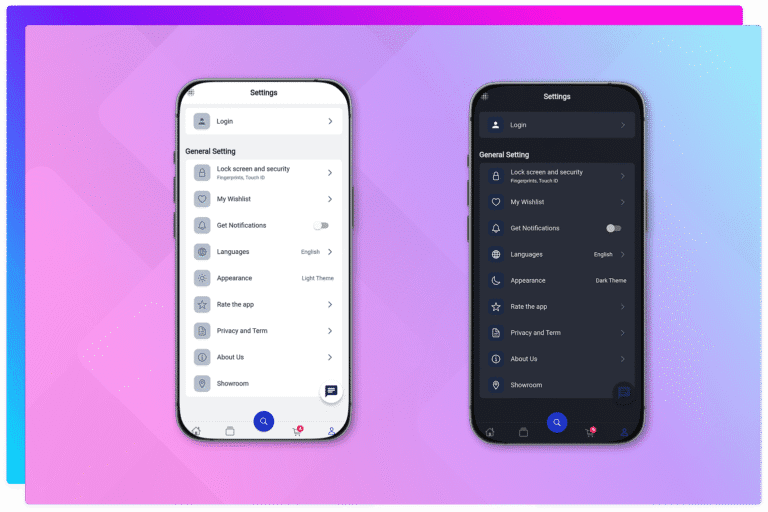 Settings
Login
General Setting
Lock screen and security
Fingerprints, Touch ID
My Wishlist
Get Notifications
Languages
English
Appearance
Light Theme
Rate the app
Privacy and Term
About Us
Showroom
Settings
Login
General Setting
Lock screen and security
Fingerprints, Touch ID
My Wishlist
Get Notifications
Languages
English
Appearance
Dark Theme
Rate the app
Privacy and Term
About Us
Showroom